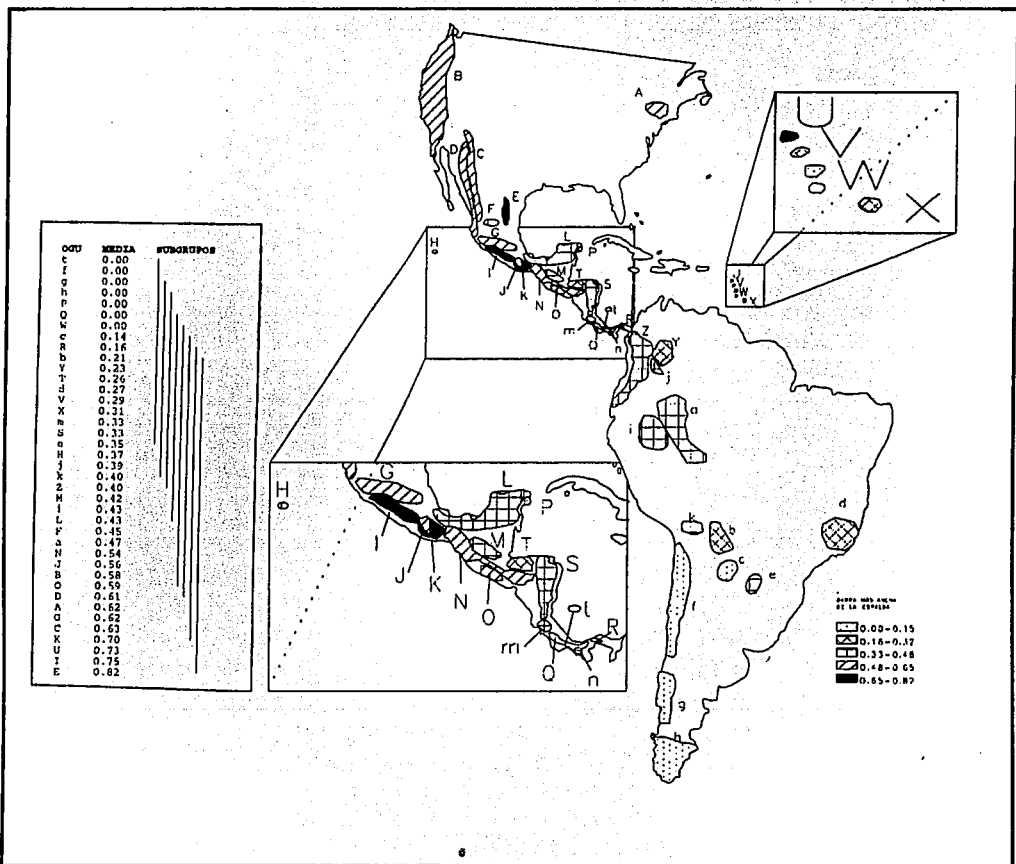 OGU MEDIA SUBGRUPOS
t 0.00
f 0.00
g 0.00
h 0.00
P 0.00
Q 0.00
W 0.00
c 0.14
R 0.16
b 0.21
Y 0.23
T 0.26
d 0.27
V 0.29
X 0.31
m 0.33
S 0.33
n 0.35
H 0.37
j 0.39
k 0.40
Z 0.40
M 0.42
i 0.43
L 0.43
F 0.45
a 0.47
N 0.54
J 0.56
B 0.58
O 0.59
D 0.61
A 0.62
G 0.62
C 0.63
K 0.70
U 0.73
I 0.75
E 0.82
B
A
D
C
E
F
G
H
I
J
K
L
M
N
O
P
T
S
m
Q
n
R
Z
Y
j
U
V
W
X
a
i
k
b
c
d
e
f
g
h
G
H
I
J
K
L
M
N
O
P
T
S
m
Q
n
R
MAS ANCHA
DE LA ESPALDA
0.00-0.15
0.16-0.32
0.33-0.48
0.48-0.65
0.65-0.82